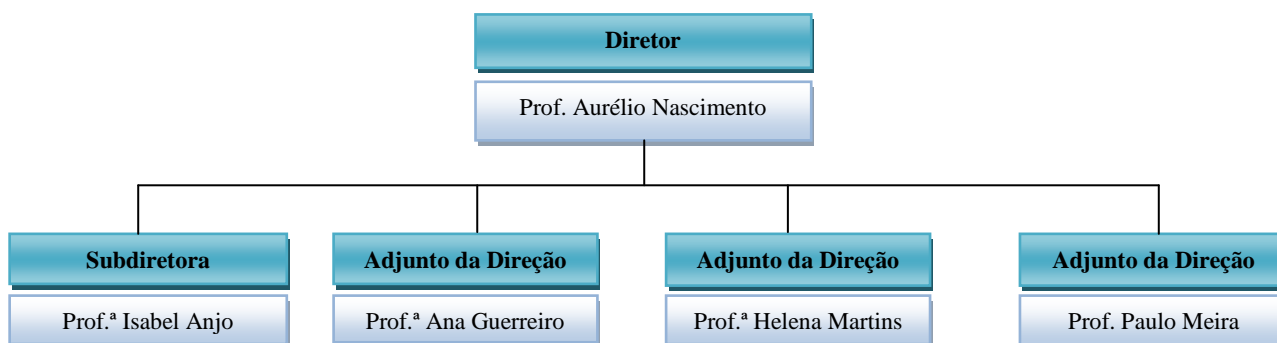 Diretor
Prof. Aurélio Nascimento
Subdiretora
Prof.ª Isabel Anjo
Adjunto da Direção
Prof.ª Ana Guerreiro
Adjunto da Direção
Prof.ª Helena Martins
Adjunto da Direção
Prof. Paulo Meira